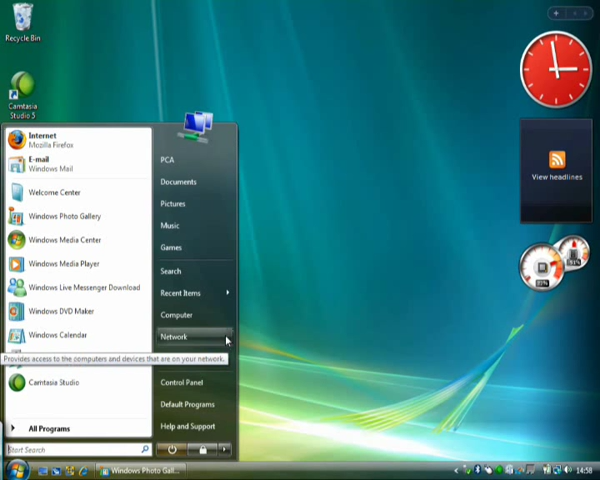 Recycle Bin
Camtasia
Studio 5
Internet
Mozilla Firefox
E-mail
Windows Mail
Welcome Center
Windows Photo Gallery
Windows Media Center
Windows Media Player
Windows Live Messenger Download
Windows DVD Maker
Windows Calendar
Provides access to the computers and devices that are on your network.
Camtasia Studio
All Programs
Start Search
PCA
Documents
Pictures
Music
Games
Search
Recent Items
Computer
Network
Control Panel
Default Programs
Help and Support
View headlines
Windows Photo Gall...
14:58